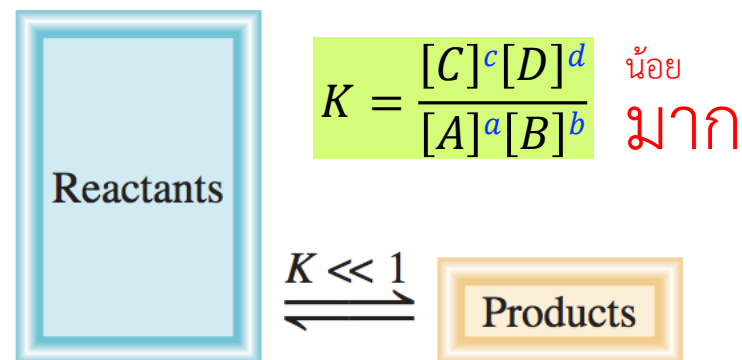 K = [C]ᶜ[D]ᵈ / [A]ᵃ[B]ᵇ
น้อย
มาก
Reactants
K << 1
⇌
Products